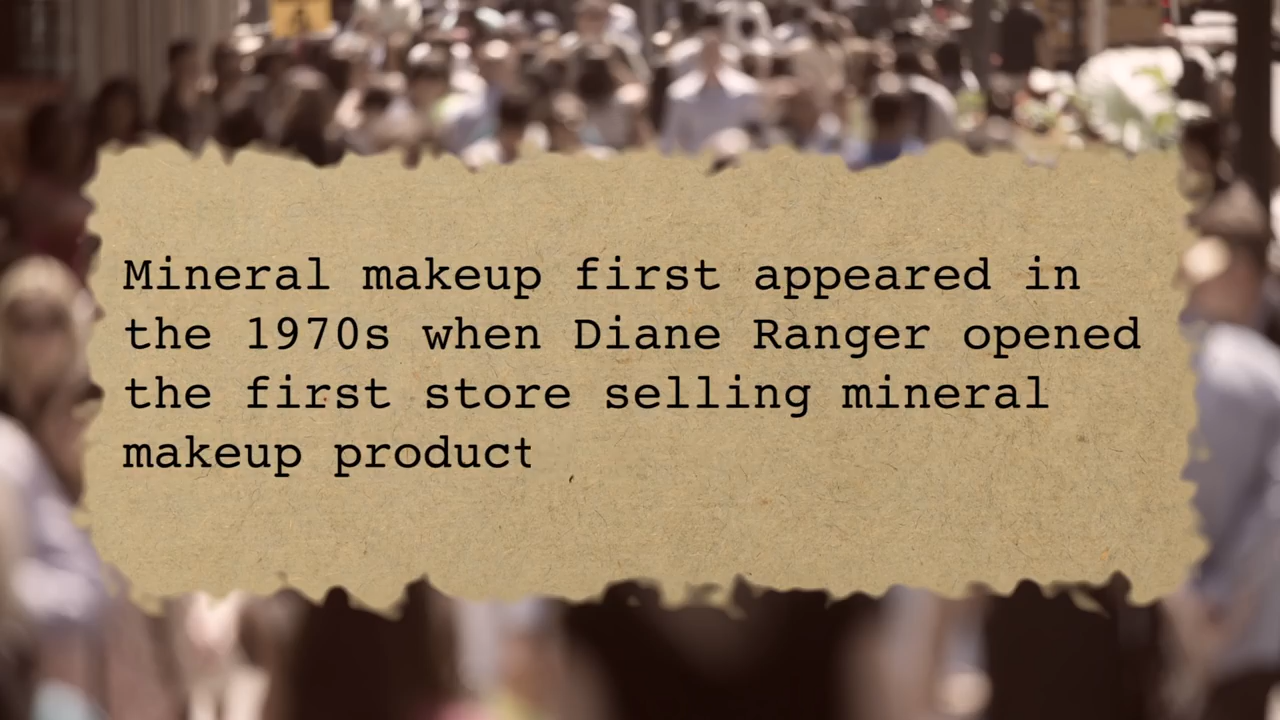 Mineral makeup first appeared in
the 1970s when Diane Ranger opened
the first store selling mineral
makeup product